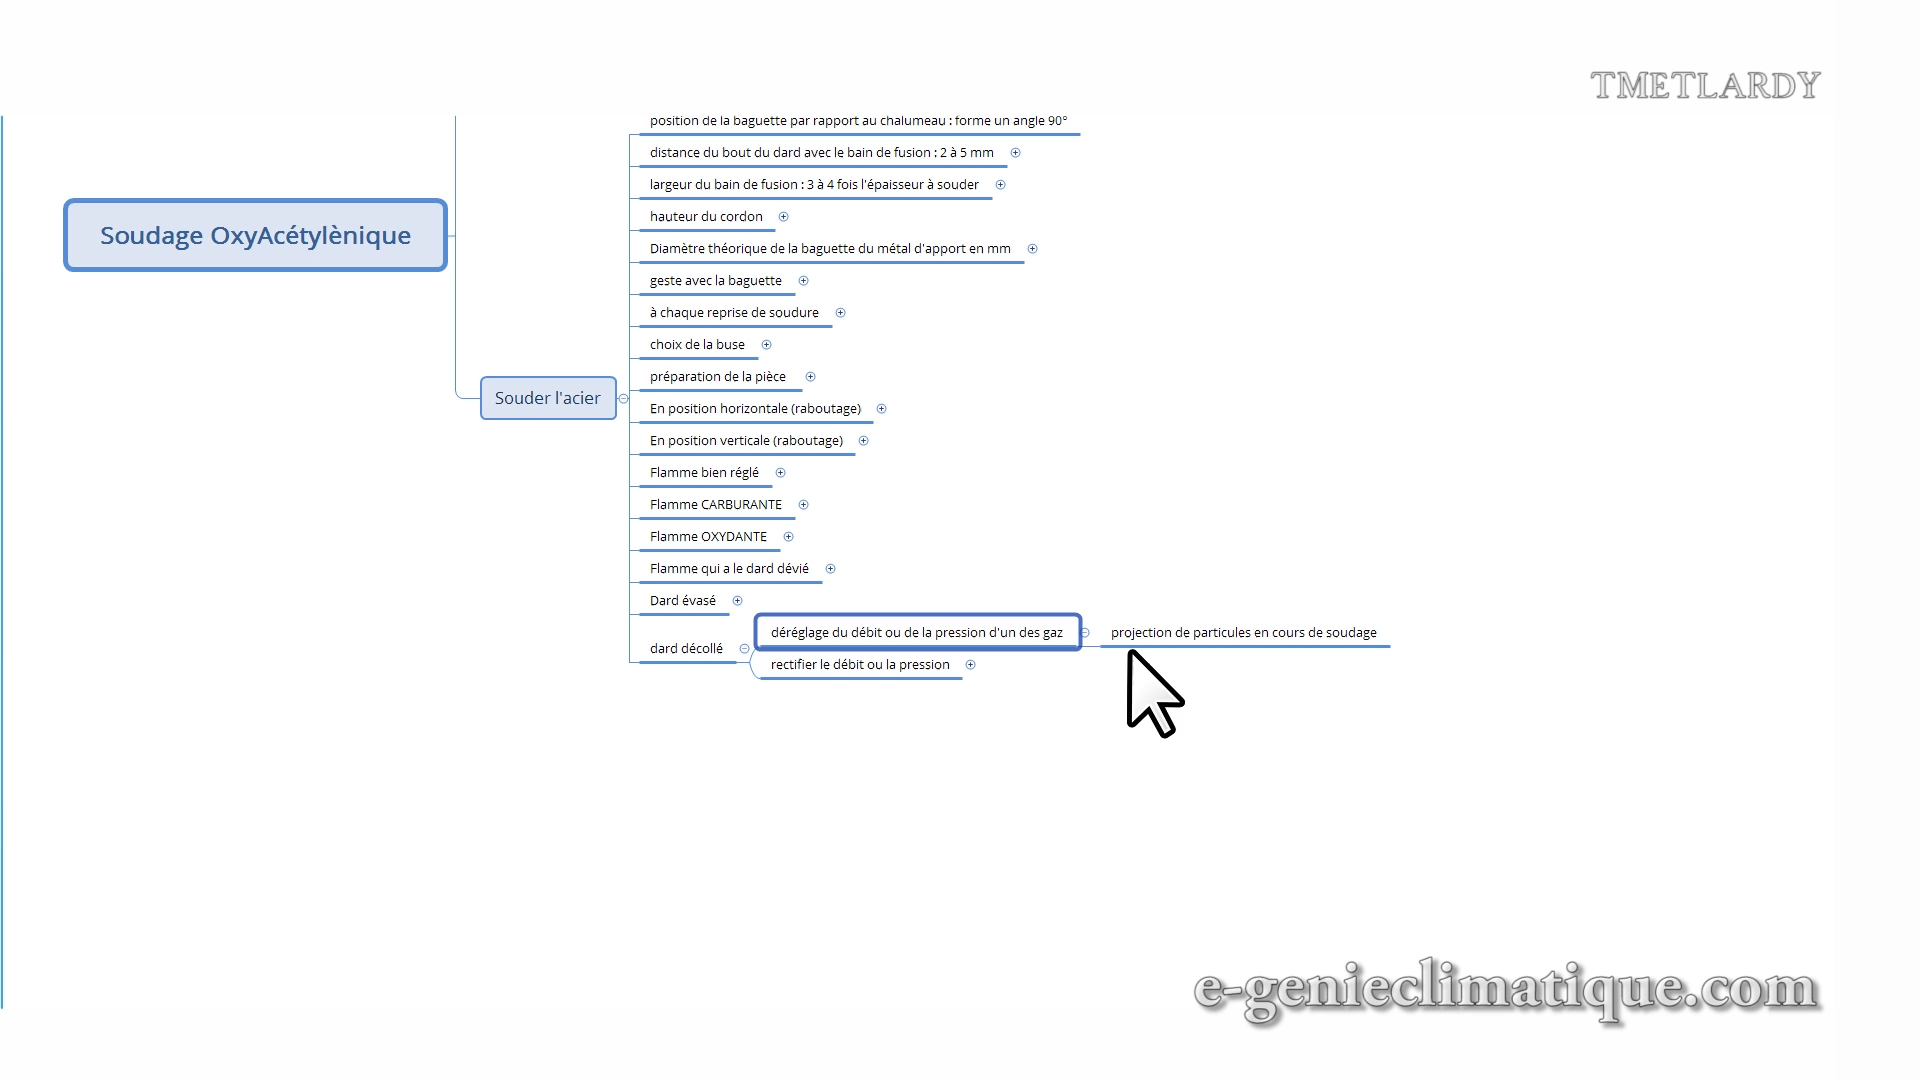 TMETLARDY
position de la baguette par rapport au chalumeau : forme un angle 90°
distance du bout du dard avec le bain de fusion : 2 à 5 mm
largeur du bain de fusion : 3 à 4 fois l'épaisseur à souder
Soudage OxyAcétylènique
hauteur du cordon
Diamètre théorique de la baguette du métal d'apport en mm
geste avec la baguette
à chaque reprise de soudure
choix de la buse
préparation de la pièce
Souder l'acier
En position horizontale (raboutage)
En position verticale (raboutage)
Flamme bien réglé
Flamme CARBURANTE
Flamme OXYDANTE
Flamme qui a le dard dévié
Dard évasé
dard décollé
déréglage du débit ou de la pression d'un des gaz
projection de particules en cours de soudage
rectifier le débit ou la pression
e-genieclimatique.com